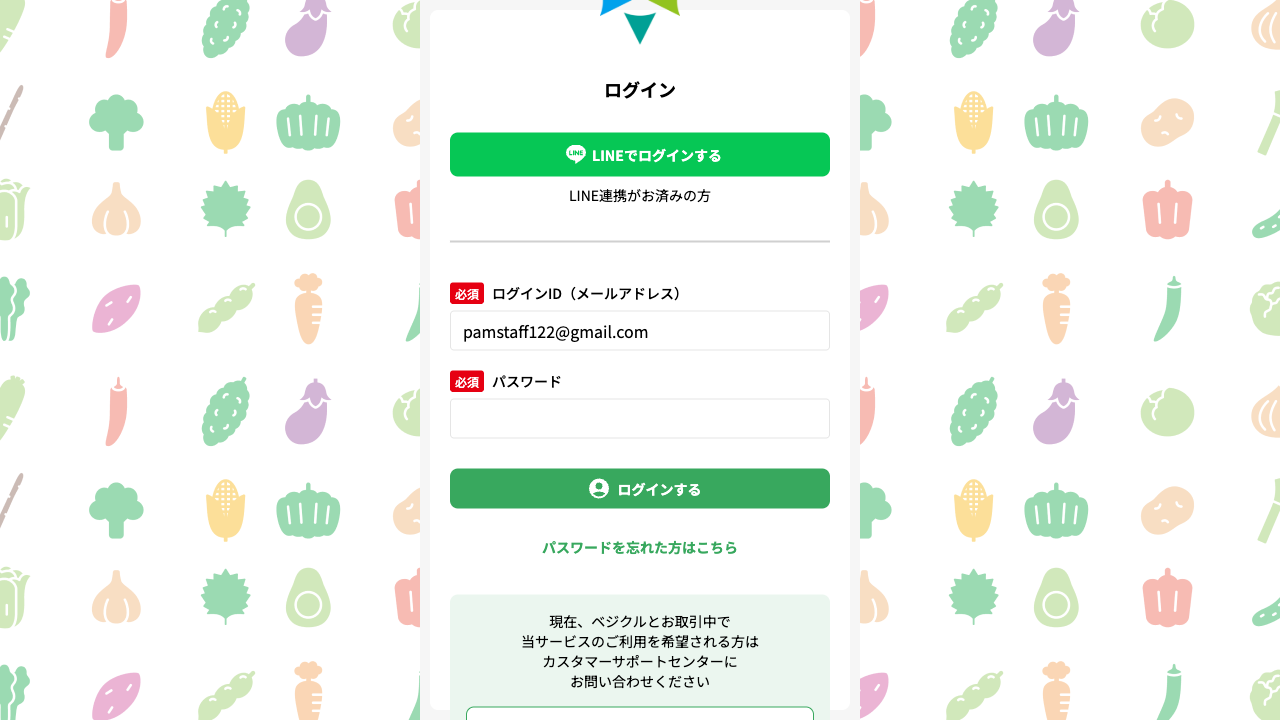 ログイン
LINEでログインする
LINE連携がお済みの方
必須 ログインID（メールアドレス）
pamstaff122@gmail.com
必須 パスワード
ログインする
パスワードを忘れた方はこちら
現在、ベジクルとお取引中で
当サービスのご利用を希望される方は
カスタマーサポートセンターに
お問い合わせください